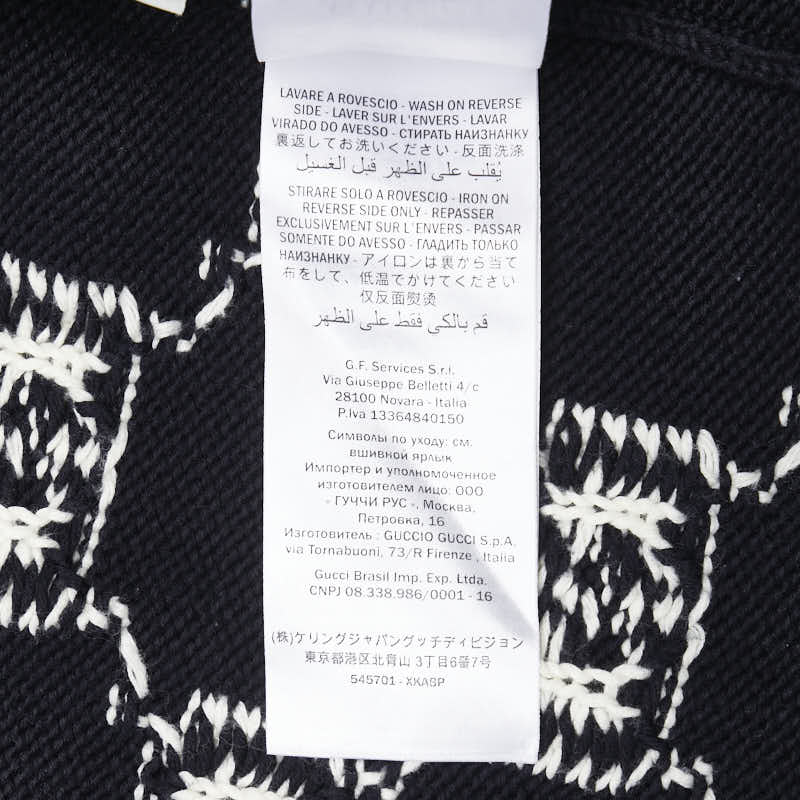 LAVARE A ROVESCIO - WASH ON REVERSE
SIDE - LAVER SUR L'ENVERS - LAVAR
VIRADO DO AVESSO - СТИРАТЬ НАИЗНАНКУ
裏返してお洗いください - 反面洗涤
يُقلب على الظهر قبل الغسيل
STIRARE SOLO A ROVESCIO - IRON ON
REVERSE SIDE ONLY - REPASSER
EXCLUSIVEMENT SUR L'ENVERS - PASSAR
SOMENTE DO AVESSO - ГЛАДИТЬ ТОЛЬКО
НАИЗНАНКУ - アイロンは裏から当て
布をして、低温でかけてください
仅反面熨烫
قم بالكي فقط على الظهر
G.F. Services S.r.l.
Via Giuseppe Belletti 4/c
28100 Novara - Italia
P.iva 13364840150
Символы по уходу: см.
вшивной ярлык
Импортер и уполномоченное
изготовителем лицо: ООО
« ГУЧЧИ РУС », Москва,
Петровка, 16
Изготовитель : GUCCIO GUCCI S.p.A.
via Tornabuoni, 73/R Firenze , Italia
Gucci Brasil Imp. Exp. Ltda.
CNPJ 08.338.986/0001 - 16
(株)ケリングジャパングッチディビジョン
東京都港区北青山 3丁目6番7号
545701 - XKASP